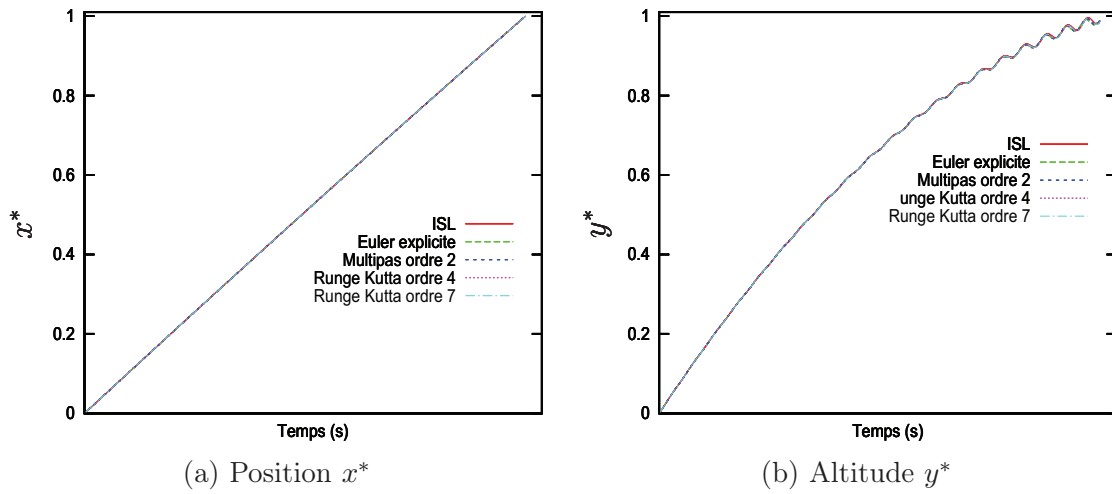 1
0.8
0.6
0.4
0.2
0
x*
ISL
Euler explicite
Multipas ordre 2
Runge Kutta ordre 4
Runge Kutta ordre 7
Temps (s)
(a) Position x*
1
0.8
0.6
0.4
0.2
0
y*
ISL
Euler explicite
Multipas ordre 2
unge Kutta ordre 4
Runge Kutta ordre 7
Temps (s)
(b) Altitude y*